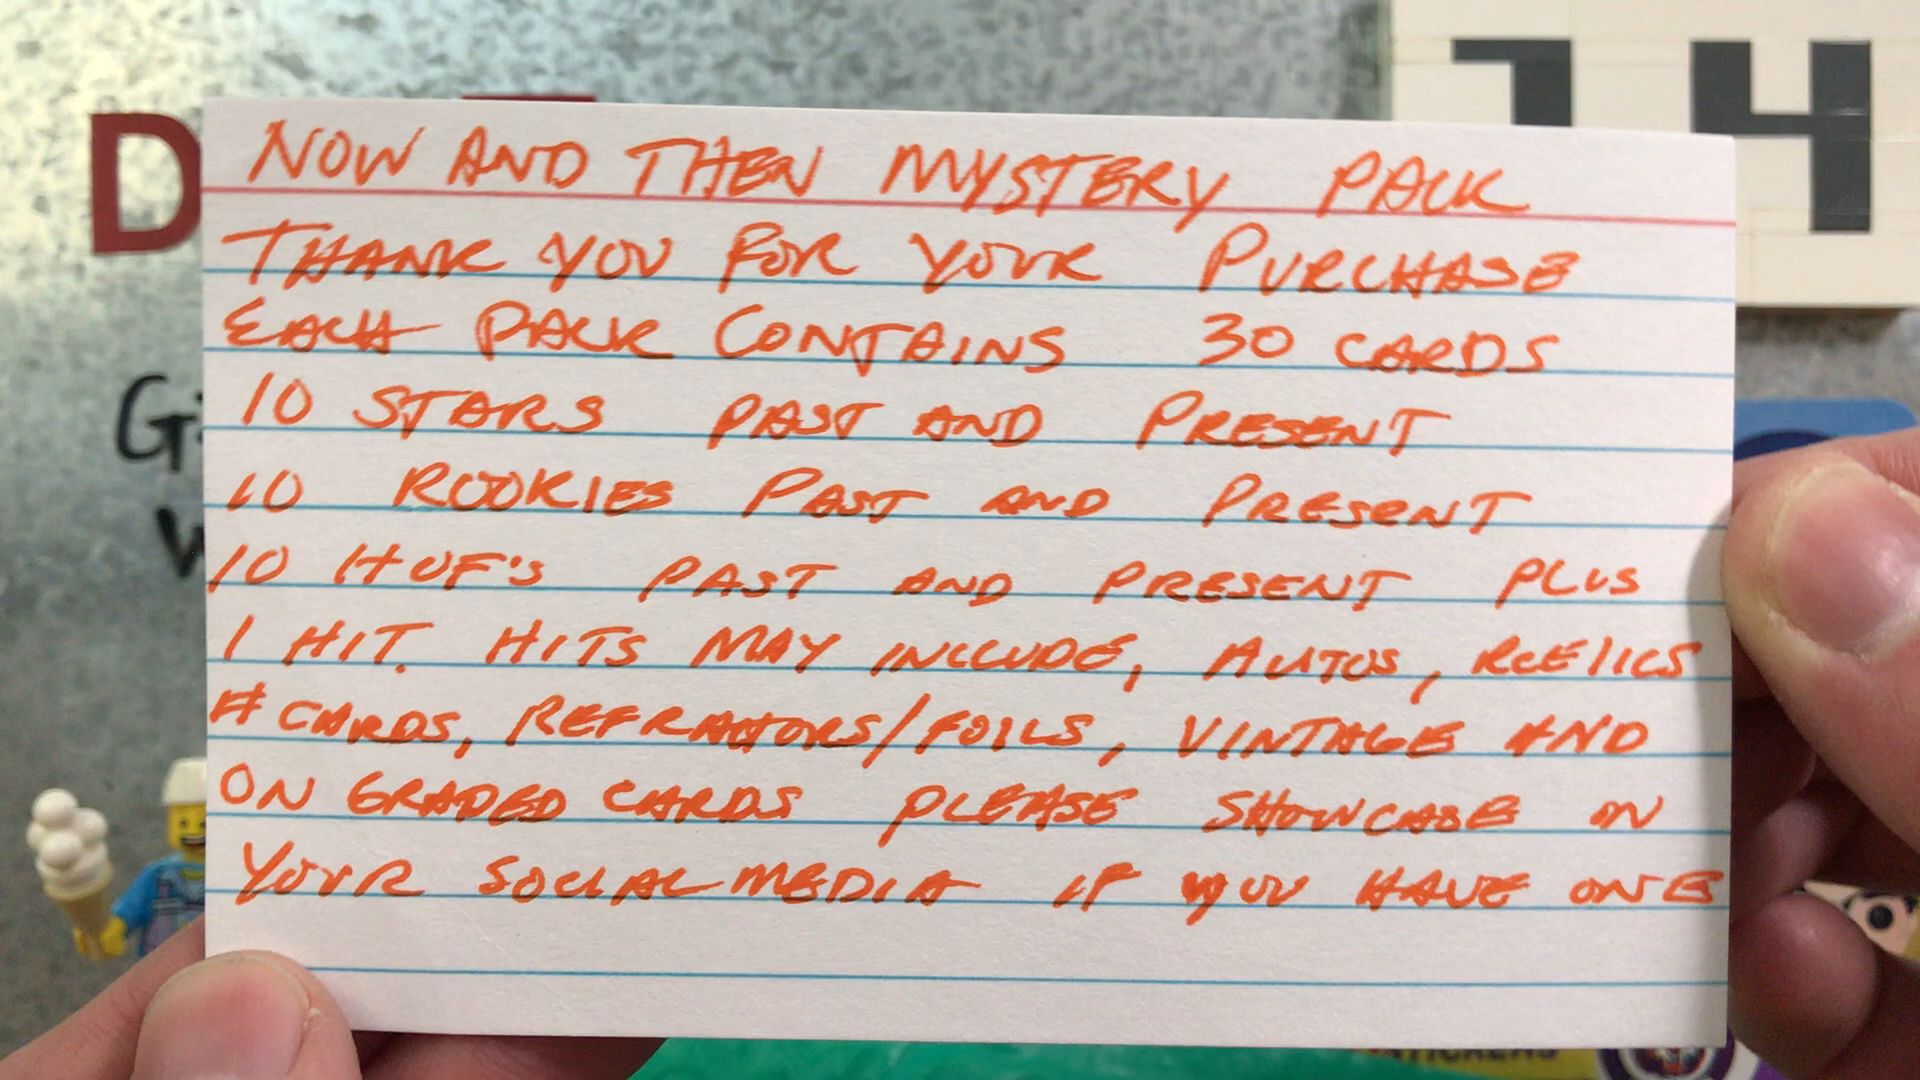 14
D
NOW AND THEN MYSTERY PACK
THANK YOU FOR YOUR PURCHASE
EACH PACK CONTAINS 30 CARDS
10 STARS PAST AND PRESENT
10 ROOKIES PAST AND PRESENT
10 HOF'S PAST AND PRESENT PLUS
1 HIT. HITS MAY INCLUDE, AUTOS, RELICS
# CARDS, REFRACTORS/FOILS, VINTAGE AND
ON GRADED CARDS PLEASE SHOWCASE ON
YOUR SOCIAL MEDIA IF YOU HAVE ONE